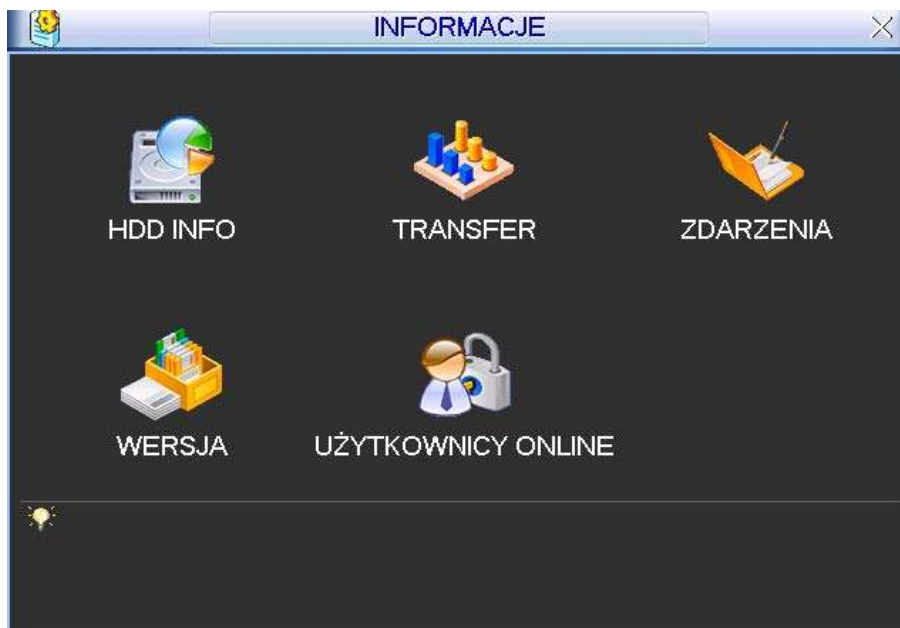 INFORMACJE
HDD INFO
TRANSFER
ZDARZENIA
WERSJA
UŻYTKOWNICY ONLINE